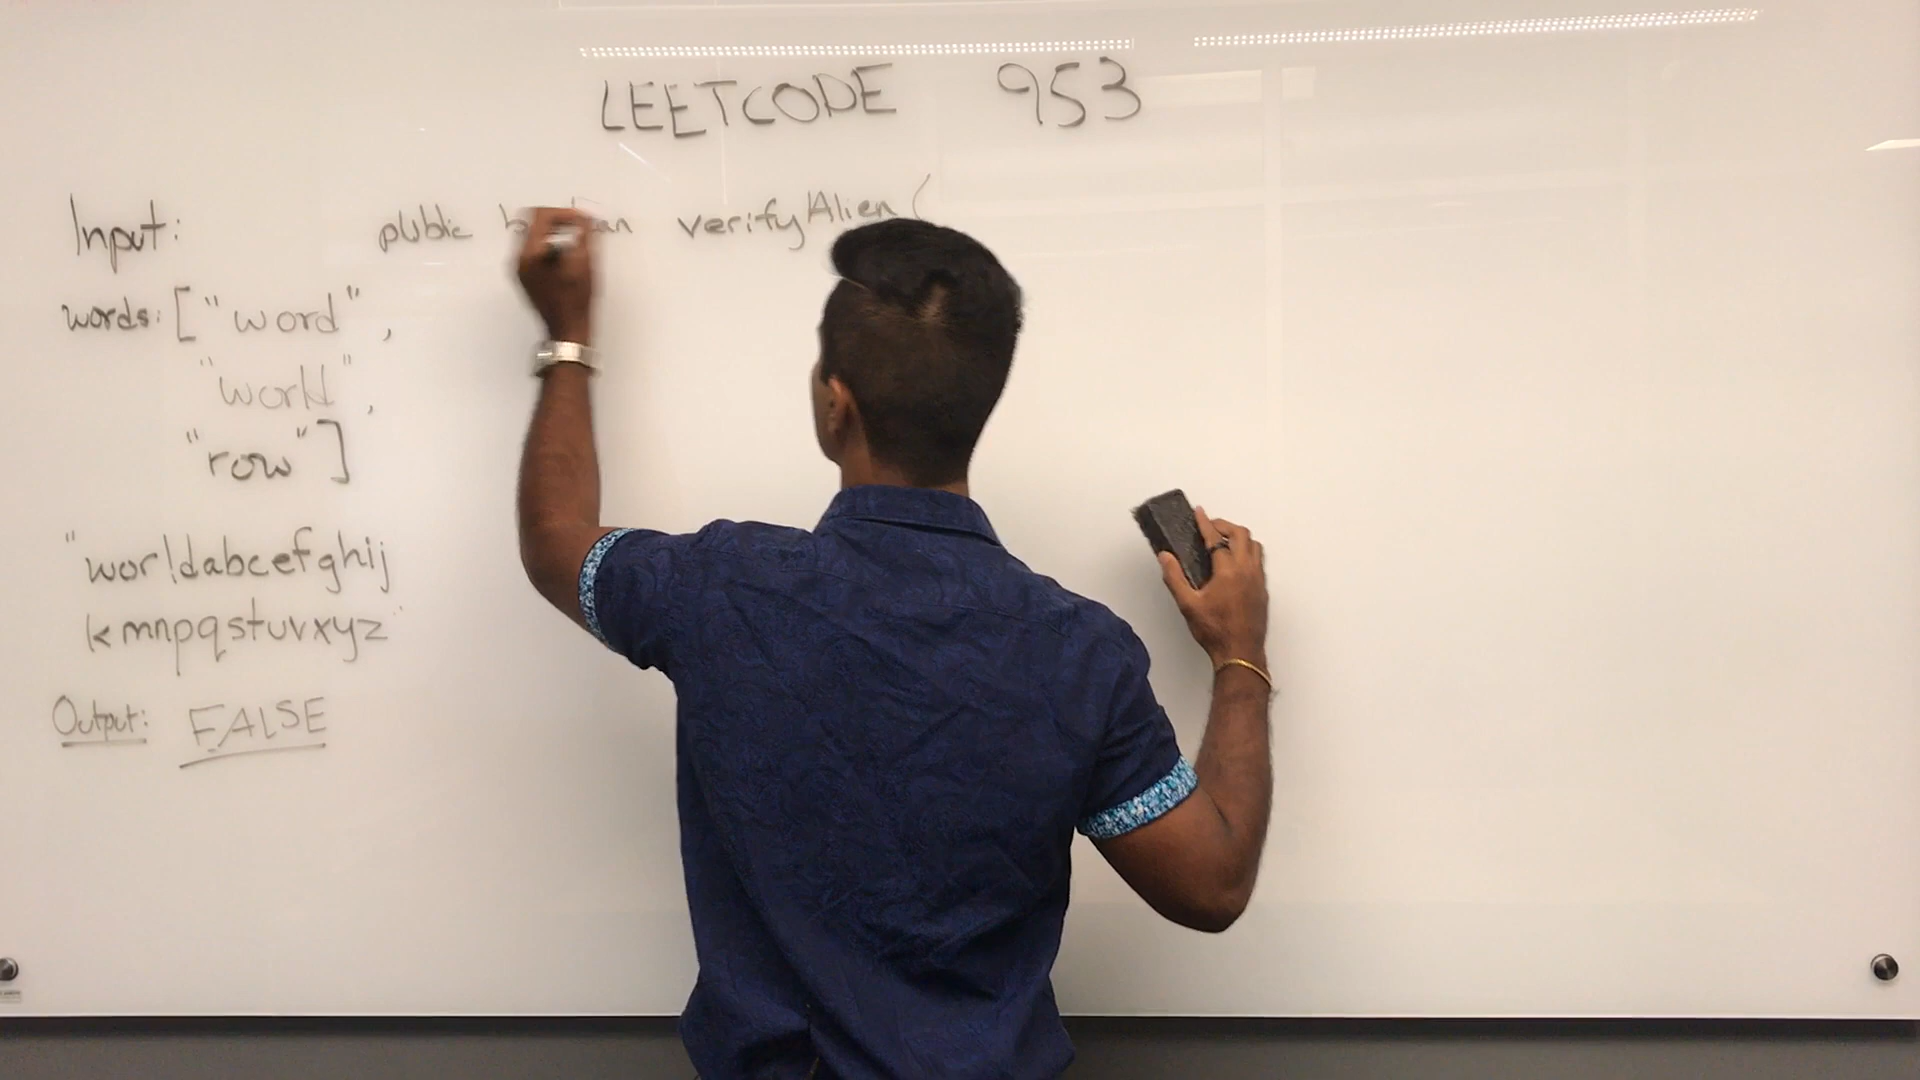 LEETCODE 953
Input:
public verifyAlien(
words: ["word",
"world",
"row"]
"worldabcefghij
kmnpqstuvxyz"
Output: FALSE